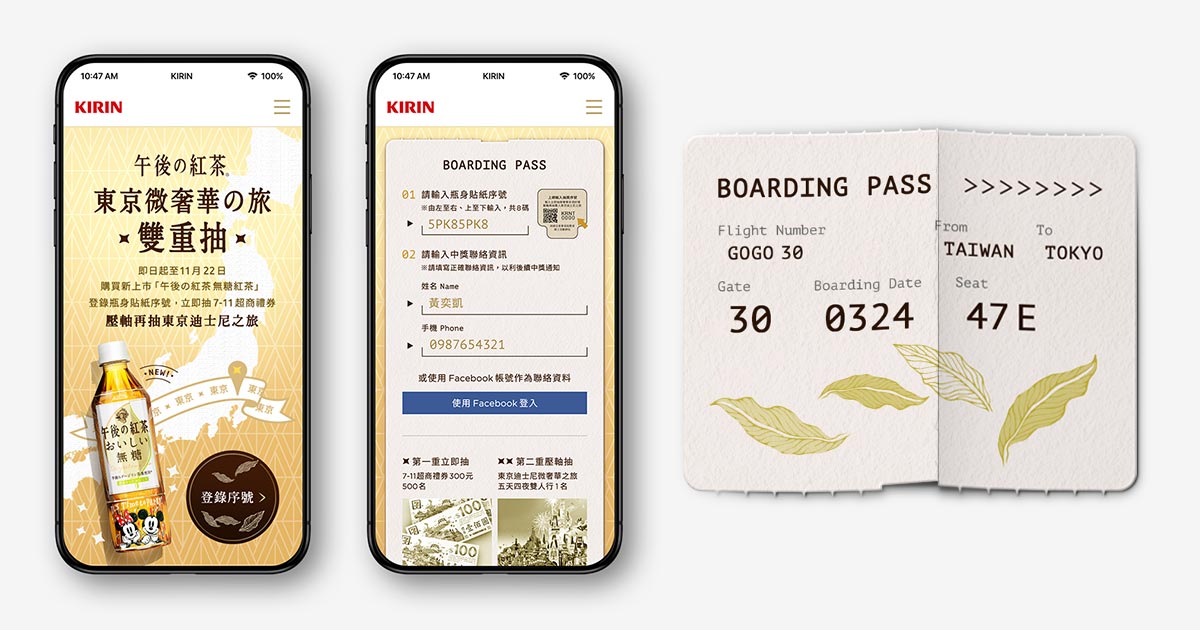 10:47 AM KIRIN 100%
KIRIN
午後の紅茶
東京微奢華の旅
雙重抽
即日起至11月22日
購買新上市「午後の紅茶 無糖紅茶」
登錄瓶身貼紙序號，立即抽7-11超商禮券
壓軸再抽東京迪士尼之旅
NEW!
東京 × 東京 × 東京
東京
午後の紅茶
おいしい
無糖
登錄序號 >
10:47 AM KIRIN 100%
KIRIN
BOARDING PASS
01 請輸入瓶身貼紙序號
※由左至右、上至下輸入，共8碼
5PK85PK8
KRNT
02 請輸入中獎聯絡資訊
※請填寫正確聯絡資訊，以利後續中獎通知
姓名 Name
黃奕凱
手機 Phone
0987654321
或使用 Facebook 帳號作為聯絡資料
使用 Facebook 登入
第一重立即抽
7-11超商禮券300元
500名
第二重壓軸抽
東京迪士尼微奢華之旅
五天四夜雙人行1名
100
壹佰圓
100
BOARDING PASS >>>>>>>>
Flight Number From To
GOGO 30 TAIWAN TOKYO
Gate Boarding Date Seat
30 0324 47E